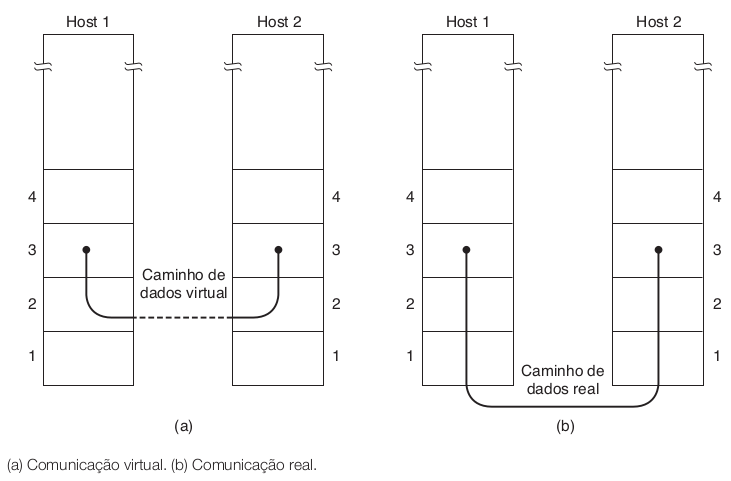 Host 1
Host 2
4
4
3
3
Caminho de
dados virtual
2
2
1
1
(a)
Host 1
Host 2
4
4
3
3
2
2
1
1
Caminho de
dados real
(b)
(a) Comunicação virtual. (b) Comunicação real.